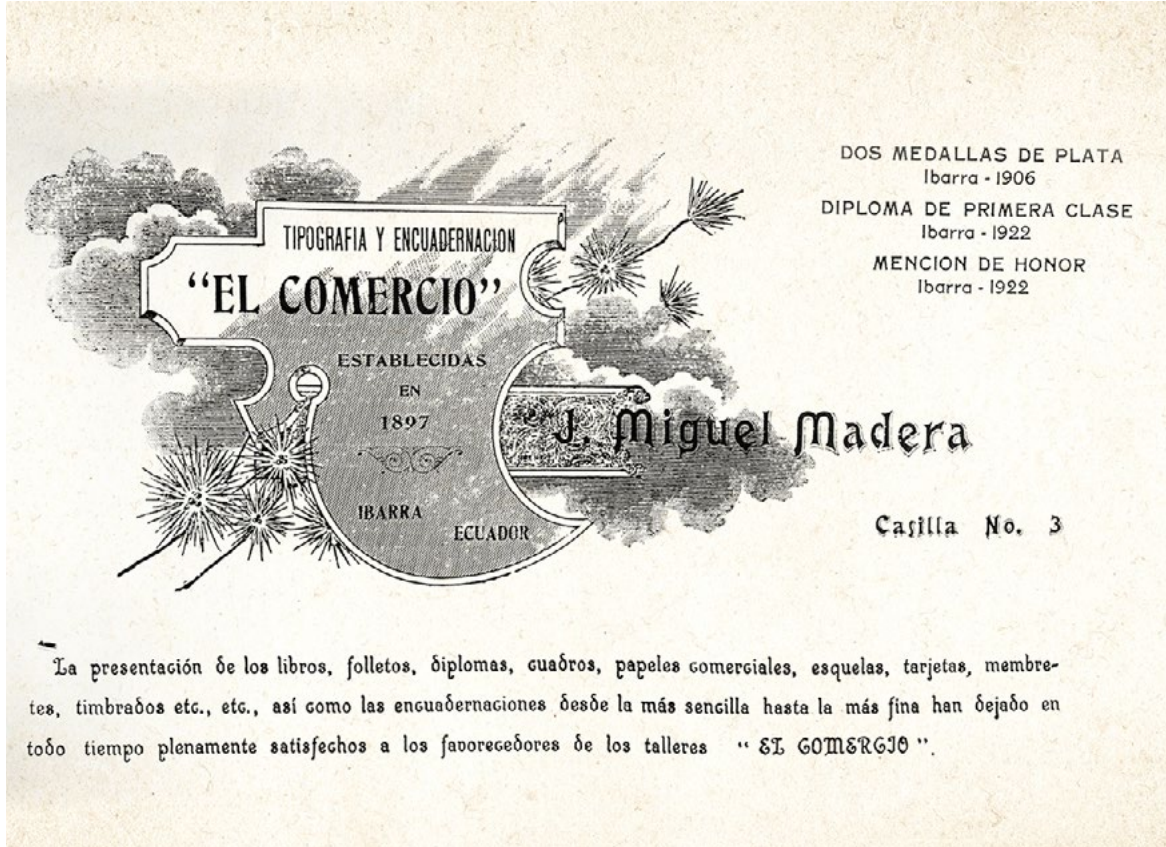 DOS MEDALLAS DE PLATA
Ibarra - 1906
DIPLOMA DE PRIMERA CLASE
Ibarra - 1922
MENCION DE HONOR
Ibarra - 1922
TIPOGRAFIA Y ENCUADERNACION
“EL COMERCIO”
ESTABLECIDAS
EN
1897
IBARRA
ECUADOR
J. Miguel Madera
Casilla No. 3
La presentación de los libros, folletos, diplomas, cuadros, papeles comerciales, esquelas, tarjetas, membre-
tes, timbrados etc., etc., así como las encuadernaciones desde la más sencilla hasta la más fina han dejado en
todo tiempo plenamente satisfechos a los favorecedores de los talleres “ EL COMERCIO ”.